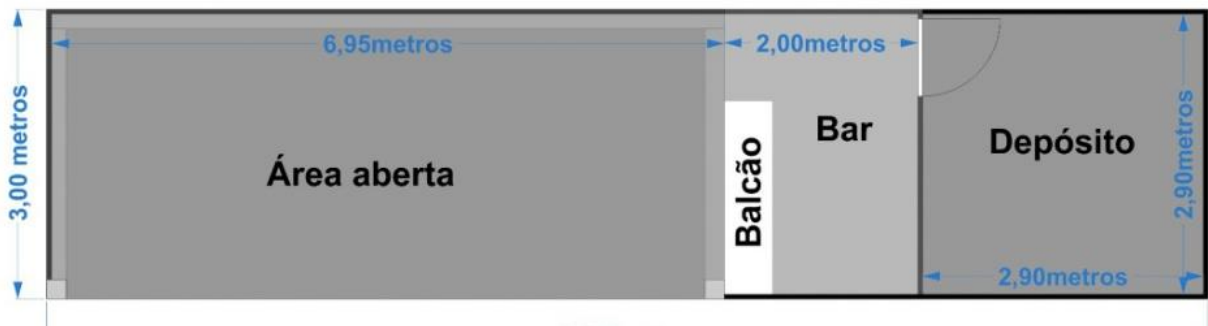 6,95metros
2,00metros
3,00 metros
Área aberta
Balcão
Bar
Depósito
2,90metros
2,90metros